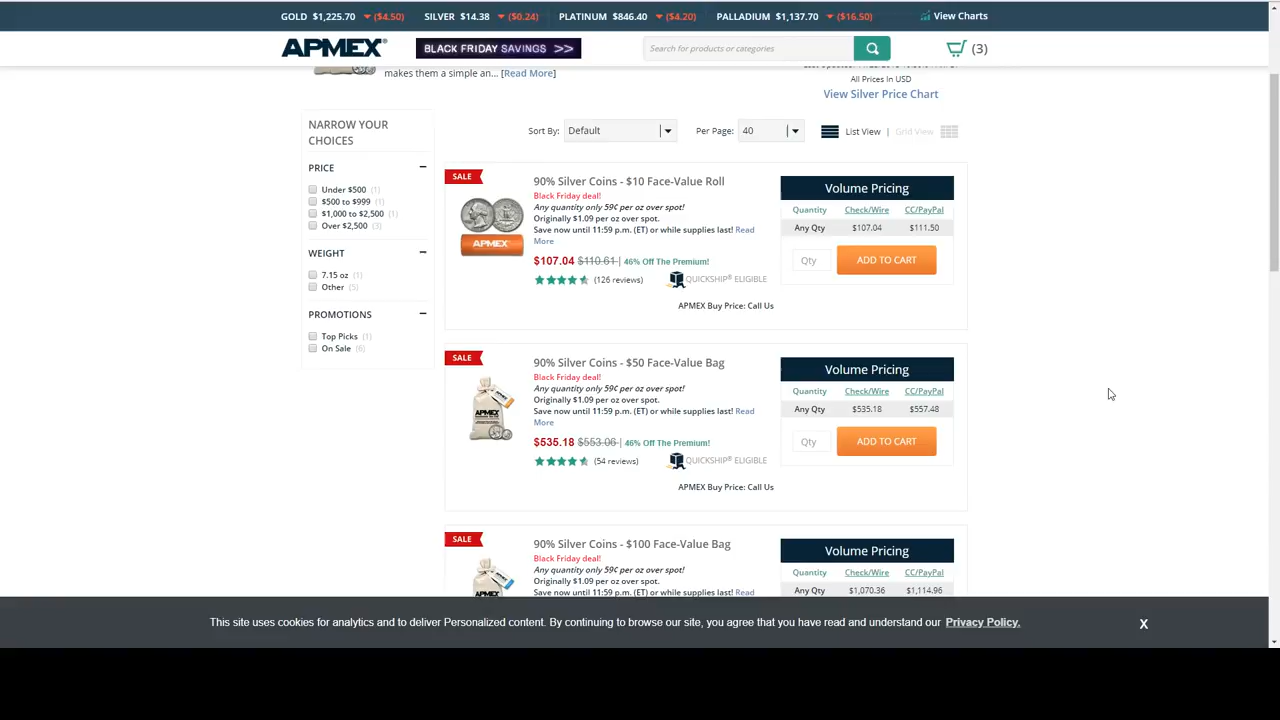 GOLD $1,225.70 ▼ ($4.50) SILVER $14.38 ▼ ($0.24) PLATINUM $846.40 ▼ ($4.20) PALLADIUM $1,137.70 ▼ ($16.50) View Charts
APMEX® BLACK FRIDAY SAVINGS >> Search for products or categories (3)
makes them a simple an... [Read More]
All Prices In USD
View Silver Price Chart
NARROW YOUR
CHOICES
PRICE −
Under $500 (1)
$500 to $999 (1)
$1,000 to $2,500 (1)
Over $2,500 (3)
WEIGHT −
7.15 oz (1)
Other (5)
PROMOTIONS −
Top Picks (1)
On Sale (6)
Sort By: Default Per Page: 40 List View | Grid View
SALE
90% Silver Coins - $10 Face-Value Roll
Black Friday deal!
Any quantity only 59¢ per oz over spot!
Originally $1.09 per oz over spot.
Save now until 11:59 p.m. (ET) or while supplies last! Read
More
APMEX
$107.04 $110.61 | 46% Off The Premium!
(126 reviews) QUICKSHIP® ELIGIBLE
APMEX Buy Price: Call Us
Volume Pricing
Quantity Check/Wire CC/PayPal
Any Qty $107.04 $111.50
Qty ADD TO CART
SALE
90% Silver Coins - $50 Face-Value Bag
Black Friday deal!
Any quantity only 59¢ per oz over spot!
Originally $1.09 per oz over spot.
Save now until 11:59 p.m. (ET) or while supplies last! Read
More
APMEX
$535.18 $553.06 | 46% Off The Premium!
(54 reviews) QUICKSHIP® ELIGIBLE
APMEX Buy Price: Call Us
Volume Pricing
Quantity Check/Wire CC/PayPal
Any Qty $535.18 $557.48
Qty ADD TO CART
SALE
90% Silver Coins - $100 Face-Value Bag
Black Friday deal!
Any quantity only 59¢ per oz over spot!
Originally $1.09 per oz over spot.
Save now until 11:59 p.m. (ET) or while supplies last! Read
APMEX
Volume Pricing
Quantity Check/Wire CC/PayPal
Any Qty $1,070.36 $1,114.96
This site uses cookies for analytics and to deliver Personalized content. By continuing to browse our site, you agree that you have read and understand our Privacy Policy. X